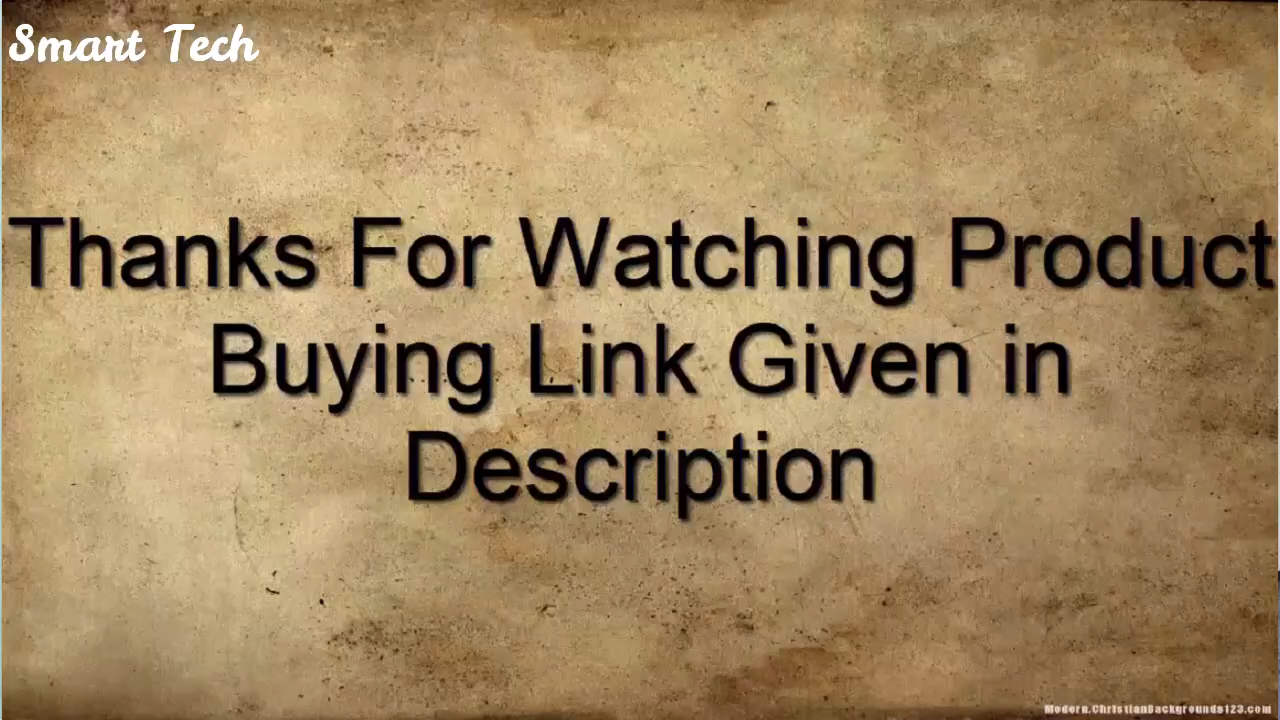 Smart Tech
Thanks For Watching Product
Buying Link Given in
Description
Modern.ChristianBackgrounds123.com